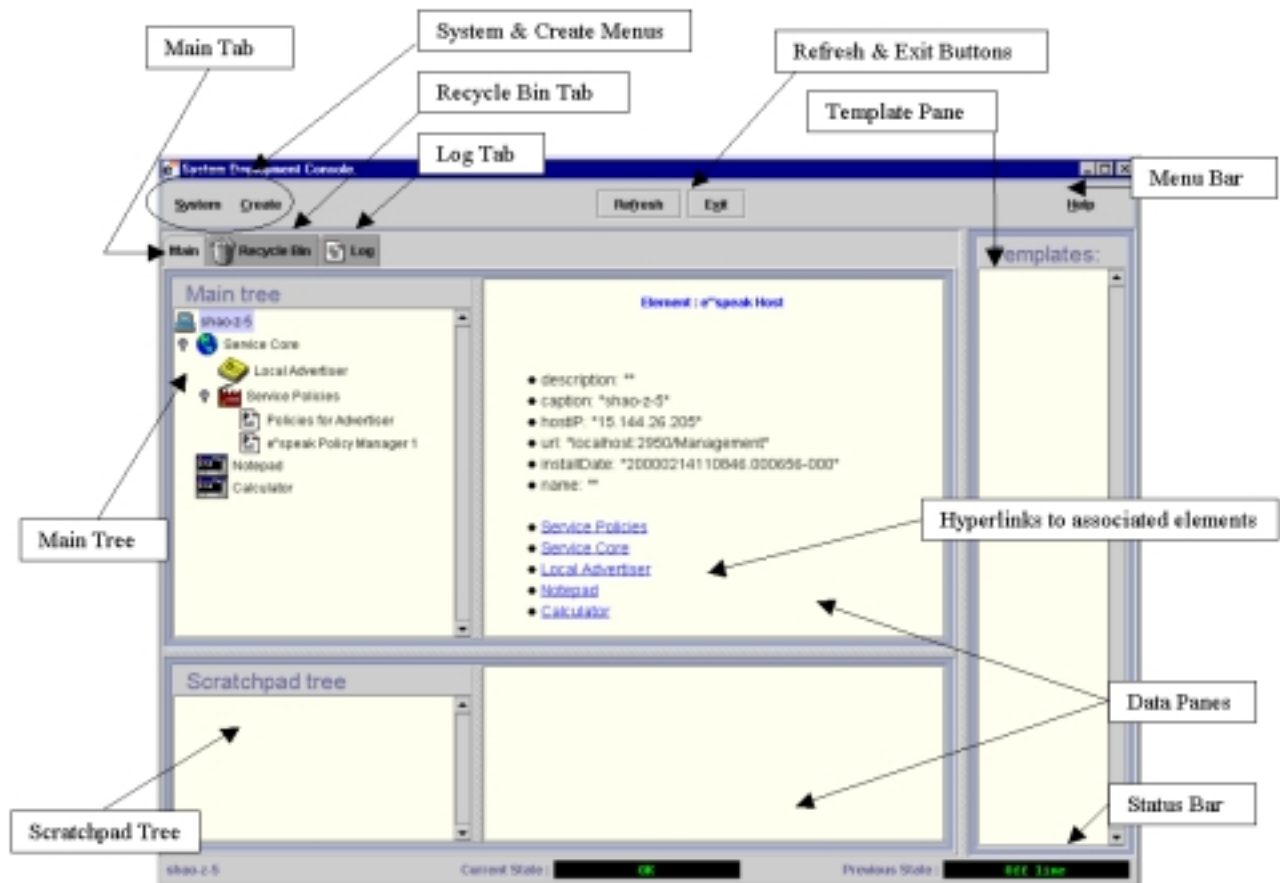 System & Create Menus
Main Tab
Refresh & Exit Buttons
Recycle Bin Tab
Template Pane
Log Tab
System Deployment Console.
Menu Bar
System Create Refresh Exit Help
Main Recycle Bin Log
Templates:
Main tree
Element : e"speak Host
shao-z-5
Service Core
Local Advertiser
Service Policies
Policies for Advertiser
e"speak Policy Manager 1
Notepad
Calculator
description: ""
caption: "shao-z-5"
hostIP: "15.144.26.205"
url: "localhost:2950/Management"
installDate: "20000214110846.000656-000"
name: ""
Service Policies
Service Core
Local Advertiser
Notepad
Calculator
Hyperlinks to associated elements
Main Tree
Scratchpad tree
Data Panes
Status Bar
Scratchpad Tree
shao-z-5 Current State : OK Previous State : Off line